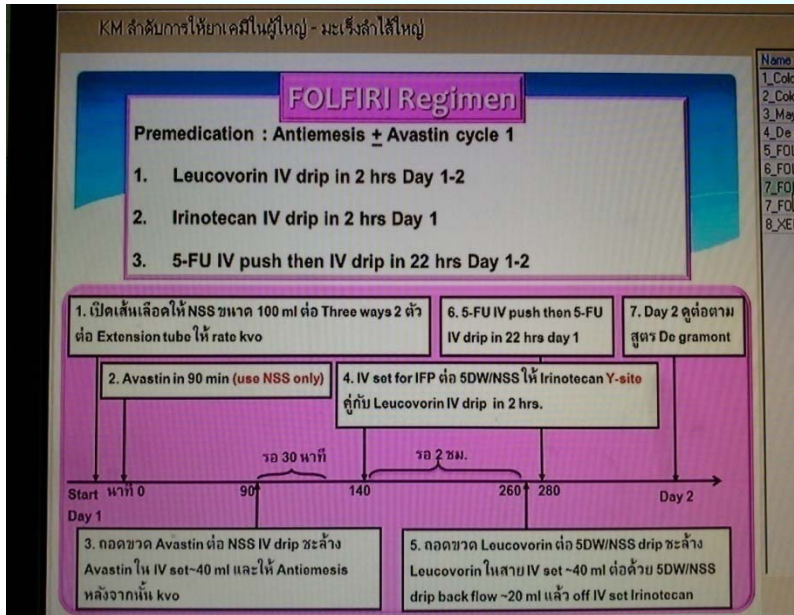 KM ลำดับการให้ยาเคมีในผู้ใหญ่ - มะเร็งลำไส้ใหญ่
Name
1_Colo
2_Cok
3_May
4_De
5_FOL
6_FOL
7_FOL
7_FOL
8_XEL
FOLFIRI Regimen
Premedication : Antiemesis ± Avastin cycle 1
1. Leucovorin IV drip in 2 hrs Day 1-2
2. Irinotecan IV drip in 2 hrs Day 1
3. 5-FU IV push then IV drip in 22 hrs Day 1-2
1. เปิดเส้นเลือดให้ NSS ขนาด 100 ml ต่อ Three ways 2 ตัว
ต่อ Extension tube ให้ rate kvo
6. 5-FU IV push then 5-FU
IV drip in 22 hrs day 1
7. Day 2 ดูต่อตาม
สูตร De gramont
2. Avastin in 90 min (use NSS only)
4. IV set for IFP ต่อ 5DW/NSS ให้ Irinotecan Y-site
คู่กับ Leucovorin IV drip in 2 hrs.
รอ 30 นาที
รอ 2 ชม.
Start นาที 0 90 140 260 280 Day 2
Day 1
3. ถอดขวด Avastin ต่อ NSS IV drip ชะล้าง
Avastin ใน IV set~40 ml และให้ Antiemesis
หลังจากนั้น kvo
5. ถอดขวด Leucovorin ต่อ 5DW/NSS drip ชะล้าง
Leucovorin ในสาย IV set ~40 ml ต่อด้วย 5DW/NSS
drip back flow ~20 ml แล้ว off IV set Irinotecan